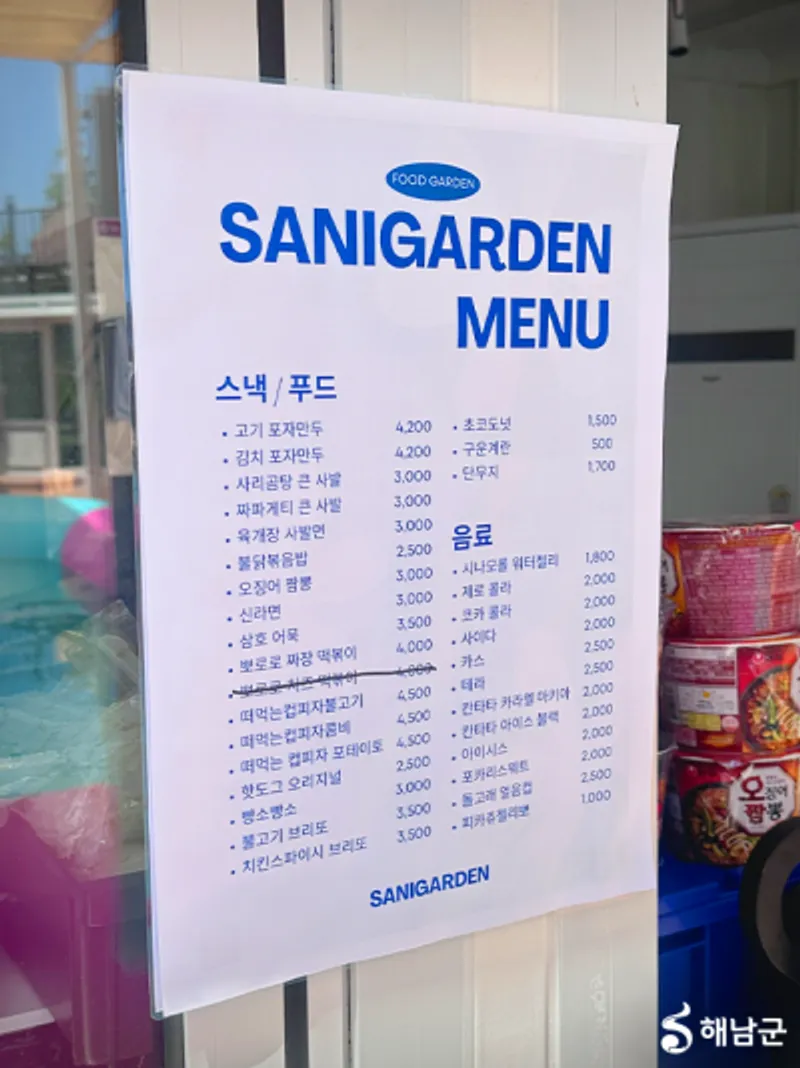 FOOD GARDEN
SANIGARDEN
MENU
스낵 / 푸드
• 고기 포자만두 4,200
• 김치 포자만두 4,200
• 사리곰탕 큰 사발 3,000
• 짜파게티 큰 사발 3,000
• 육개장 사발면 3,000
• 불닭볶음밥 2,500
• 오징어 짬뽕 3,000
• 신라면 3,000
• 삼호 어묵 3,500
• 뽀로로 짜장 떡볶이 4,000
• 뽀로로 치즈 떡볶이 4,000
• 떠먹는컵피자불고기 4,500
• 떠먹는컵피자콤비 4,500
• 떠먹는 컵피자 포테이토 4,500
• 핫도그 오리지널 2,500
• 빵소빵소 3,000
• 불고기 브리또 3,500
• 치킨스파이시 브리또 3,500
• 초코도넛 1,500
• 구운계란 500
• 단무지 1,700
음료
• 시나모롤 워터젤리 1,800
• 제로 콜라 2,000
• 코카 콜라 2,000
• 사이다 2,000
• 카스 2,500
• 테라 2,500
• 칸타타 카라멜 마키아 2,000
• 칸타타 아이스 블랙 2,000
• 아이시스 2,000
• 포카리스웨트 2,000
• 돌고래 얼음컵 2,500
• 피카츄젤리뽀 1,000
SANIGARDEN
오징어
짬뽕
해남군